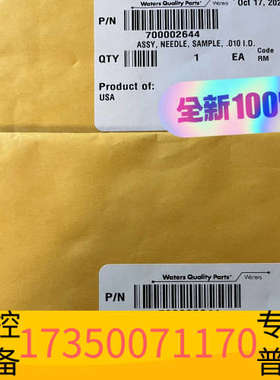 Waters Quality Parts Waters Oct 17, 202
P/N
700002644
ASSY, NEEDLE, SAMPLE, .010 I.D.
QTY 1 EA Code RM
Product of:
USA
全新100
Waters Quality Parts Waters
P/N
控 专
备 17350071170 普